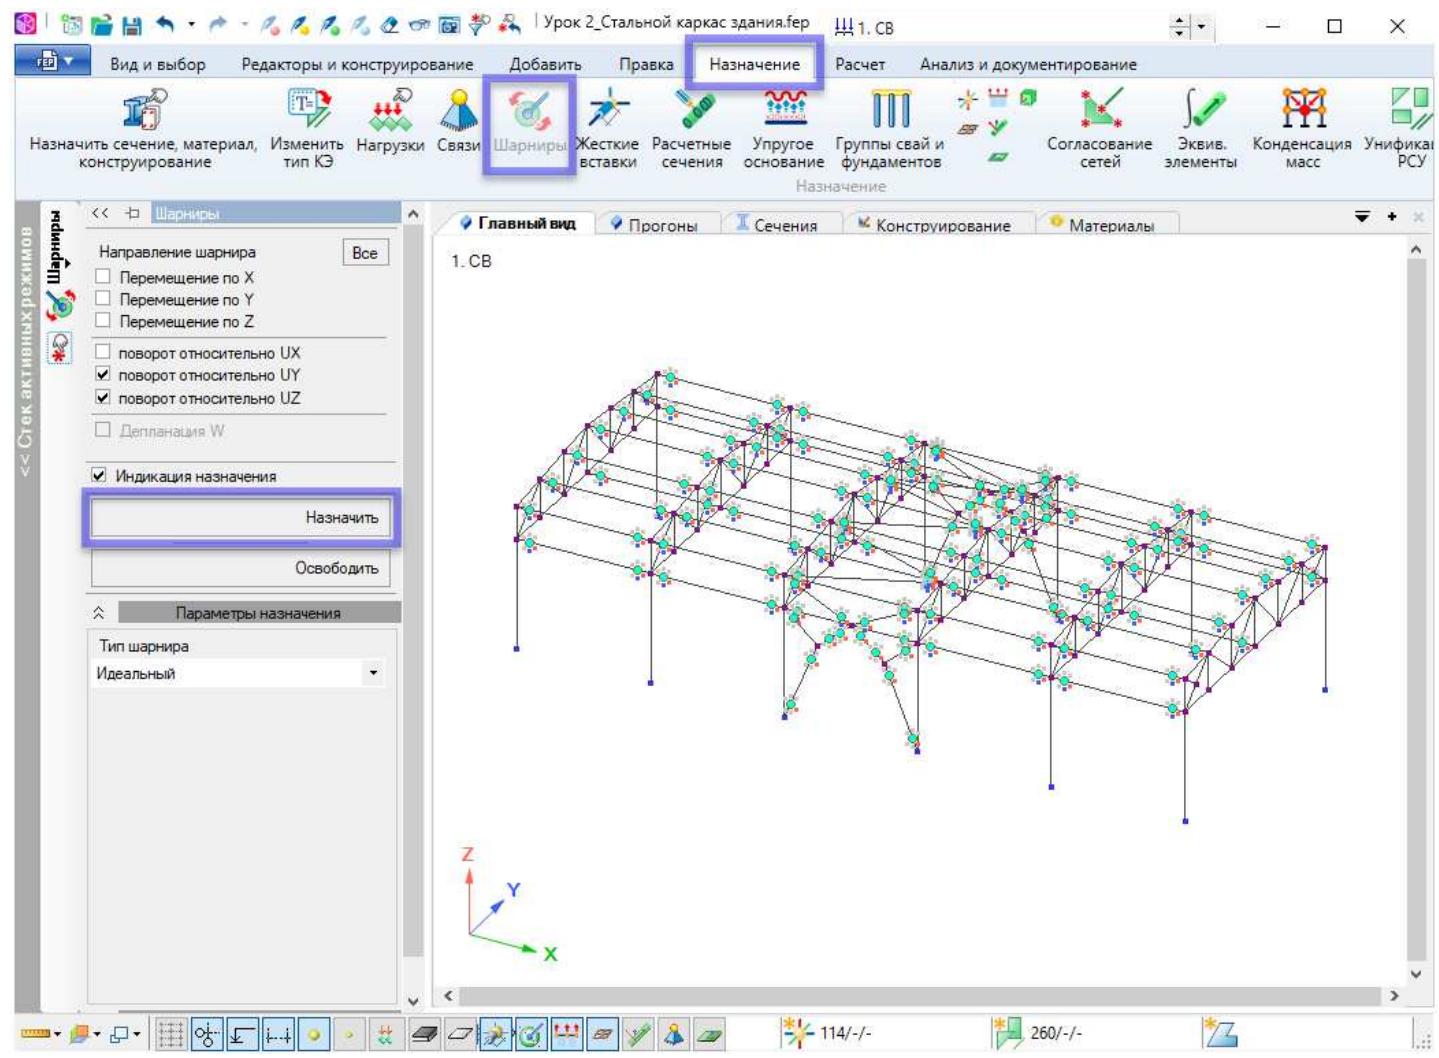 Урок 2_Стальной каркас здания.fep
1. СВ
FEP
Вид и выбор
Редакторы и конструирование
Добавить
Правка
Назначение
Расчет
Анализ и документирование
Назначить сечение, материал, конструирование
Изменить тип КЭ
Нагрузки
Связи
Шарниры
Жесткие вставки
Расчетные сечения
Упругое основание
Группы свай и фундаментов
Согласование сетей
Эквив. элементы
Конденсация масс
Унифика
РСУ
Назначение
<< Стек активных режимов
Шарниры
<< Шарниры
Направление шарнира
Все
Перемещение по X
Перемещение по Y
Перемещение по Z
поворот относительно UX
поворот относительно UY
поворот относительно UZ
Депланация W
Индикация назначения
Назначить
Освободить
Параметры назначения
Тип шарнира
Идеальный
Главный вид
Прогоны
Сечения
Конструирование
Материалы
1. СВ
Z
Y
X
114/-/-
260/-/-